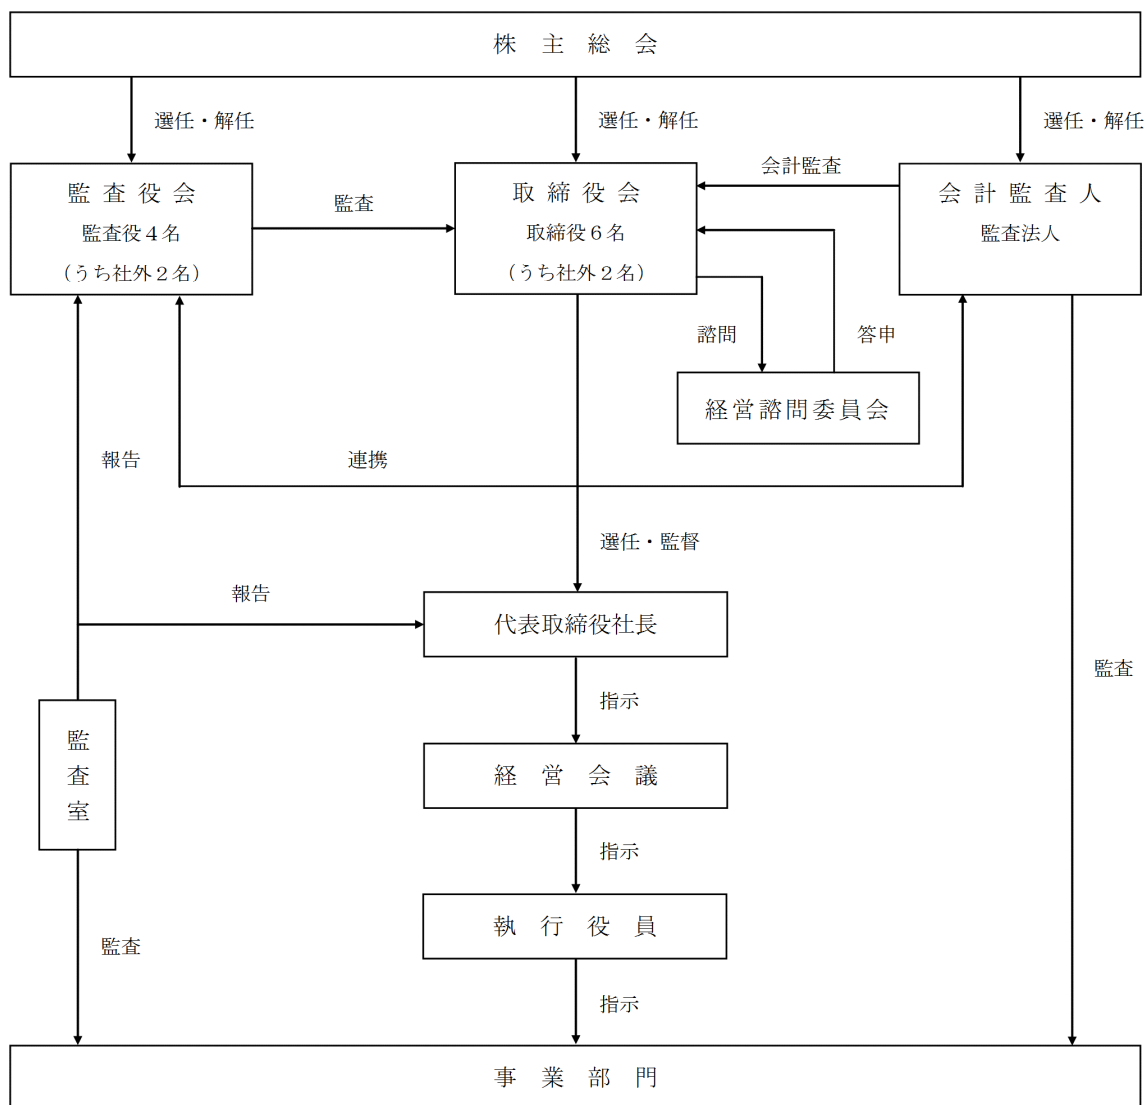 株主総会
選任・解任
選任・解任
選任・解任
監査役会
監査役４名
（うち社外２名）
監査
取締役会
取締役６名
（うち社外２名）
会計監査
会計監査人
監査法人
諮問
答申
経営諮問委員会
報告
連携
選任・監督
報告
代表取締役社長
監査
指示
監査室
経営会議
指示
執行役員
監査
指示
事業部門